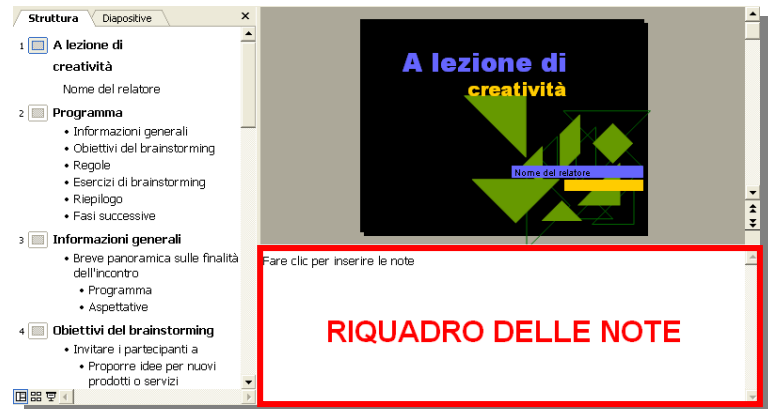 Struttura Diapositive
1 A lezione di
creatività
Nome del relatore
2 Programma
• Informazioni generali
• Obiettivi del brainstorming
• Regole
• Esercizi di brainstorming
• Riepilogo
• Fasi successive
3 Informazioni generali
• Breve panoramica sulle finalità
dell'incontro
• Programma
• Aspettative
4 Obiettivi del brainstorming
• Invitare i partecipanti a
• Proporre idee per nuovi
prodotti o servizi
A lezione di
creatività
Nome del relatore
Fare clic per inserire le note
RIQUADRO DELLE NOTE